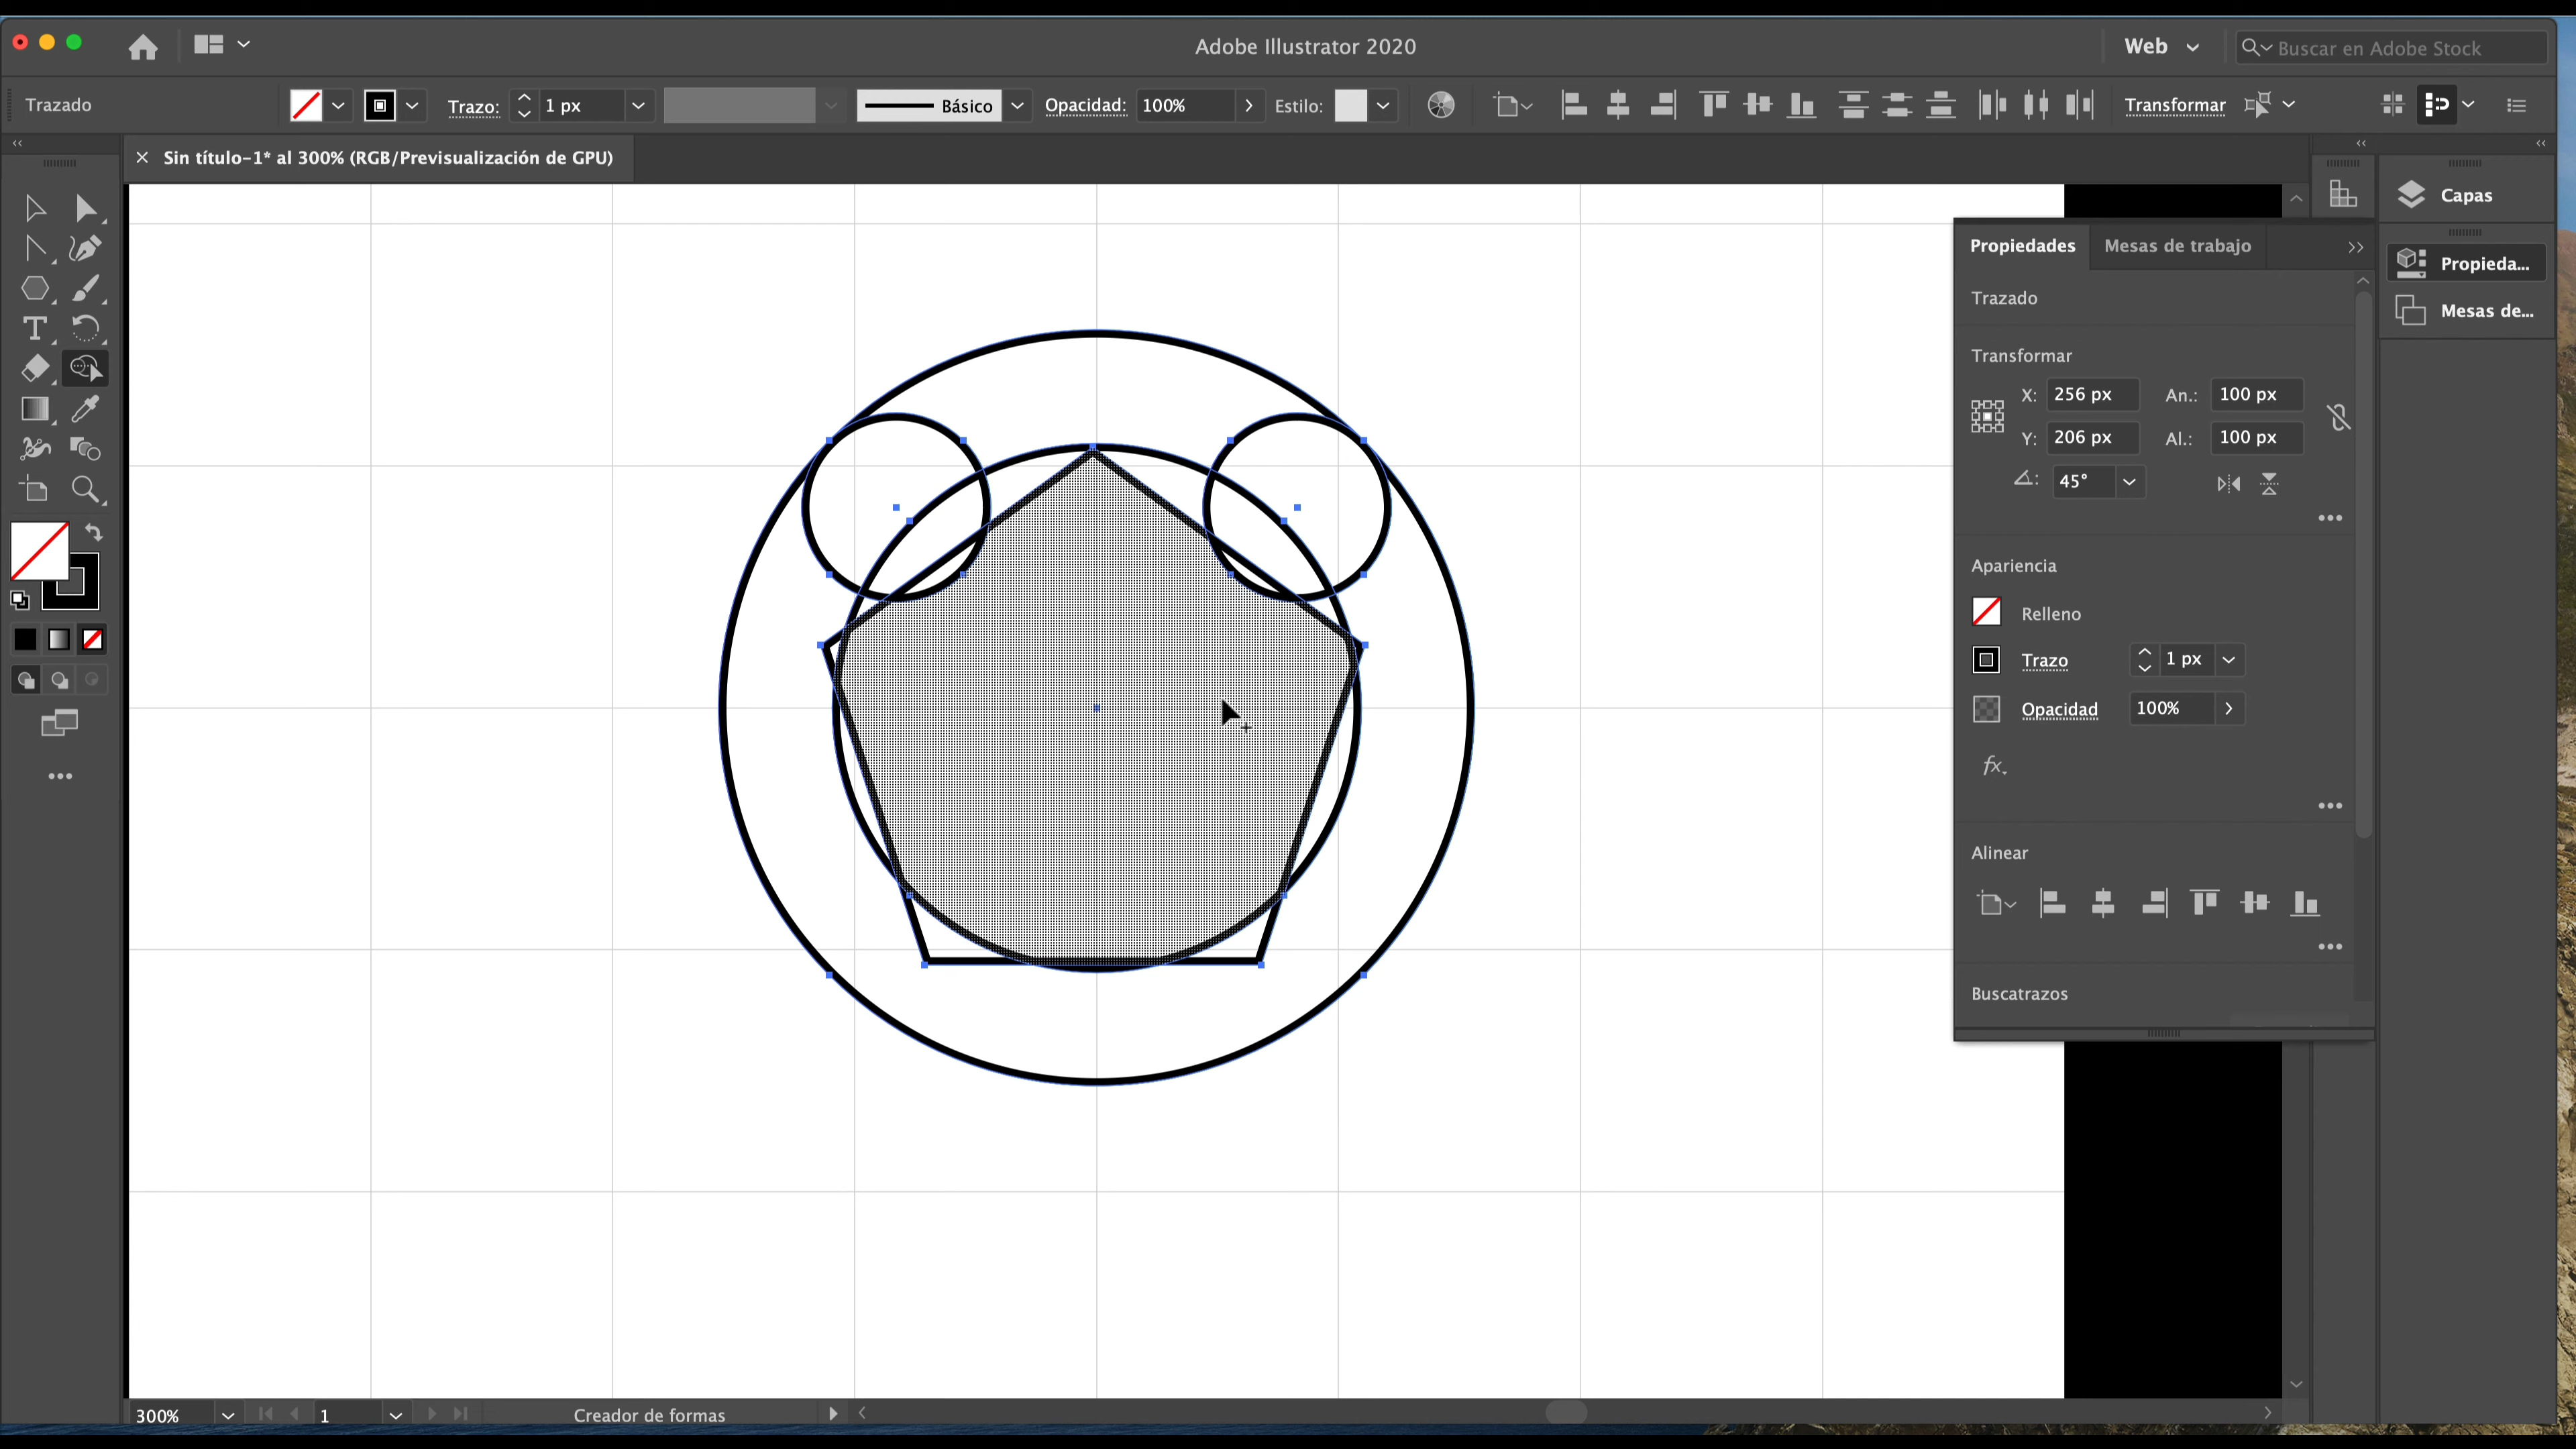 Adobe Illustrator 2020
Web
Buscar en Adobe Stock
Trazado
Trazo:
1 px
Básico
Opacidad:
100%
Estilo:
Transformar
Sin título-1* al 300% (RGB/Previsualización de GPU)
Capas
Propieda...
Mesas de...
Propiedades
Mesas de trabajo
Trazado
Transformar
X: 256 px An.: 100 px
Y: 206 px Al.: 100 px
45°
Apariencia
Relleno
Trazo 1 px
Opacidad 100%
fx.
Alinear
Buscatrazos
300%
1
Creador de formas